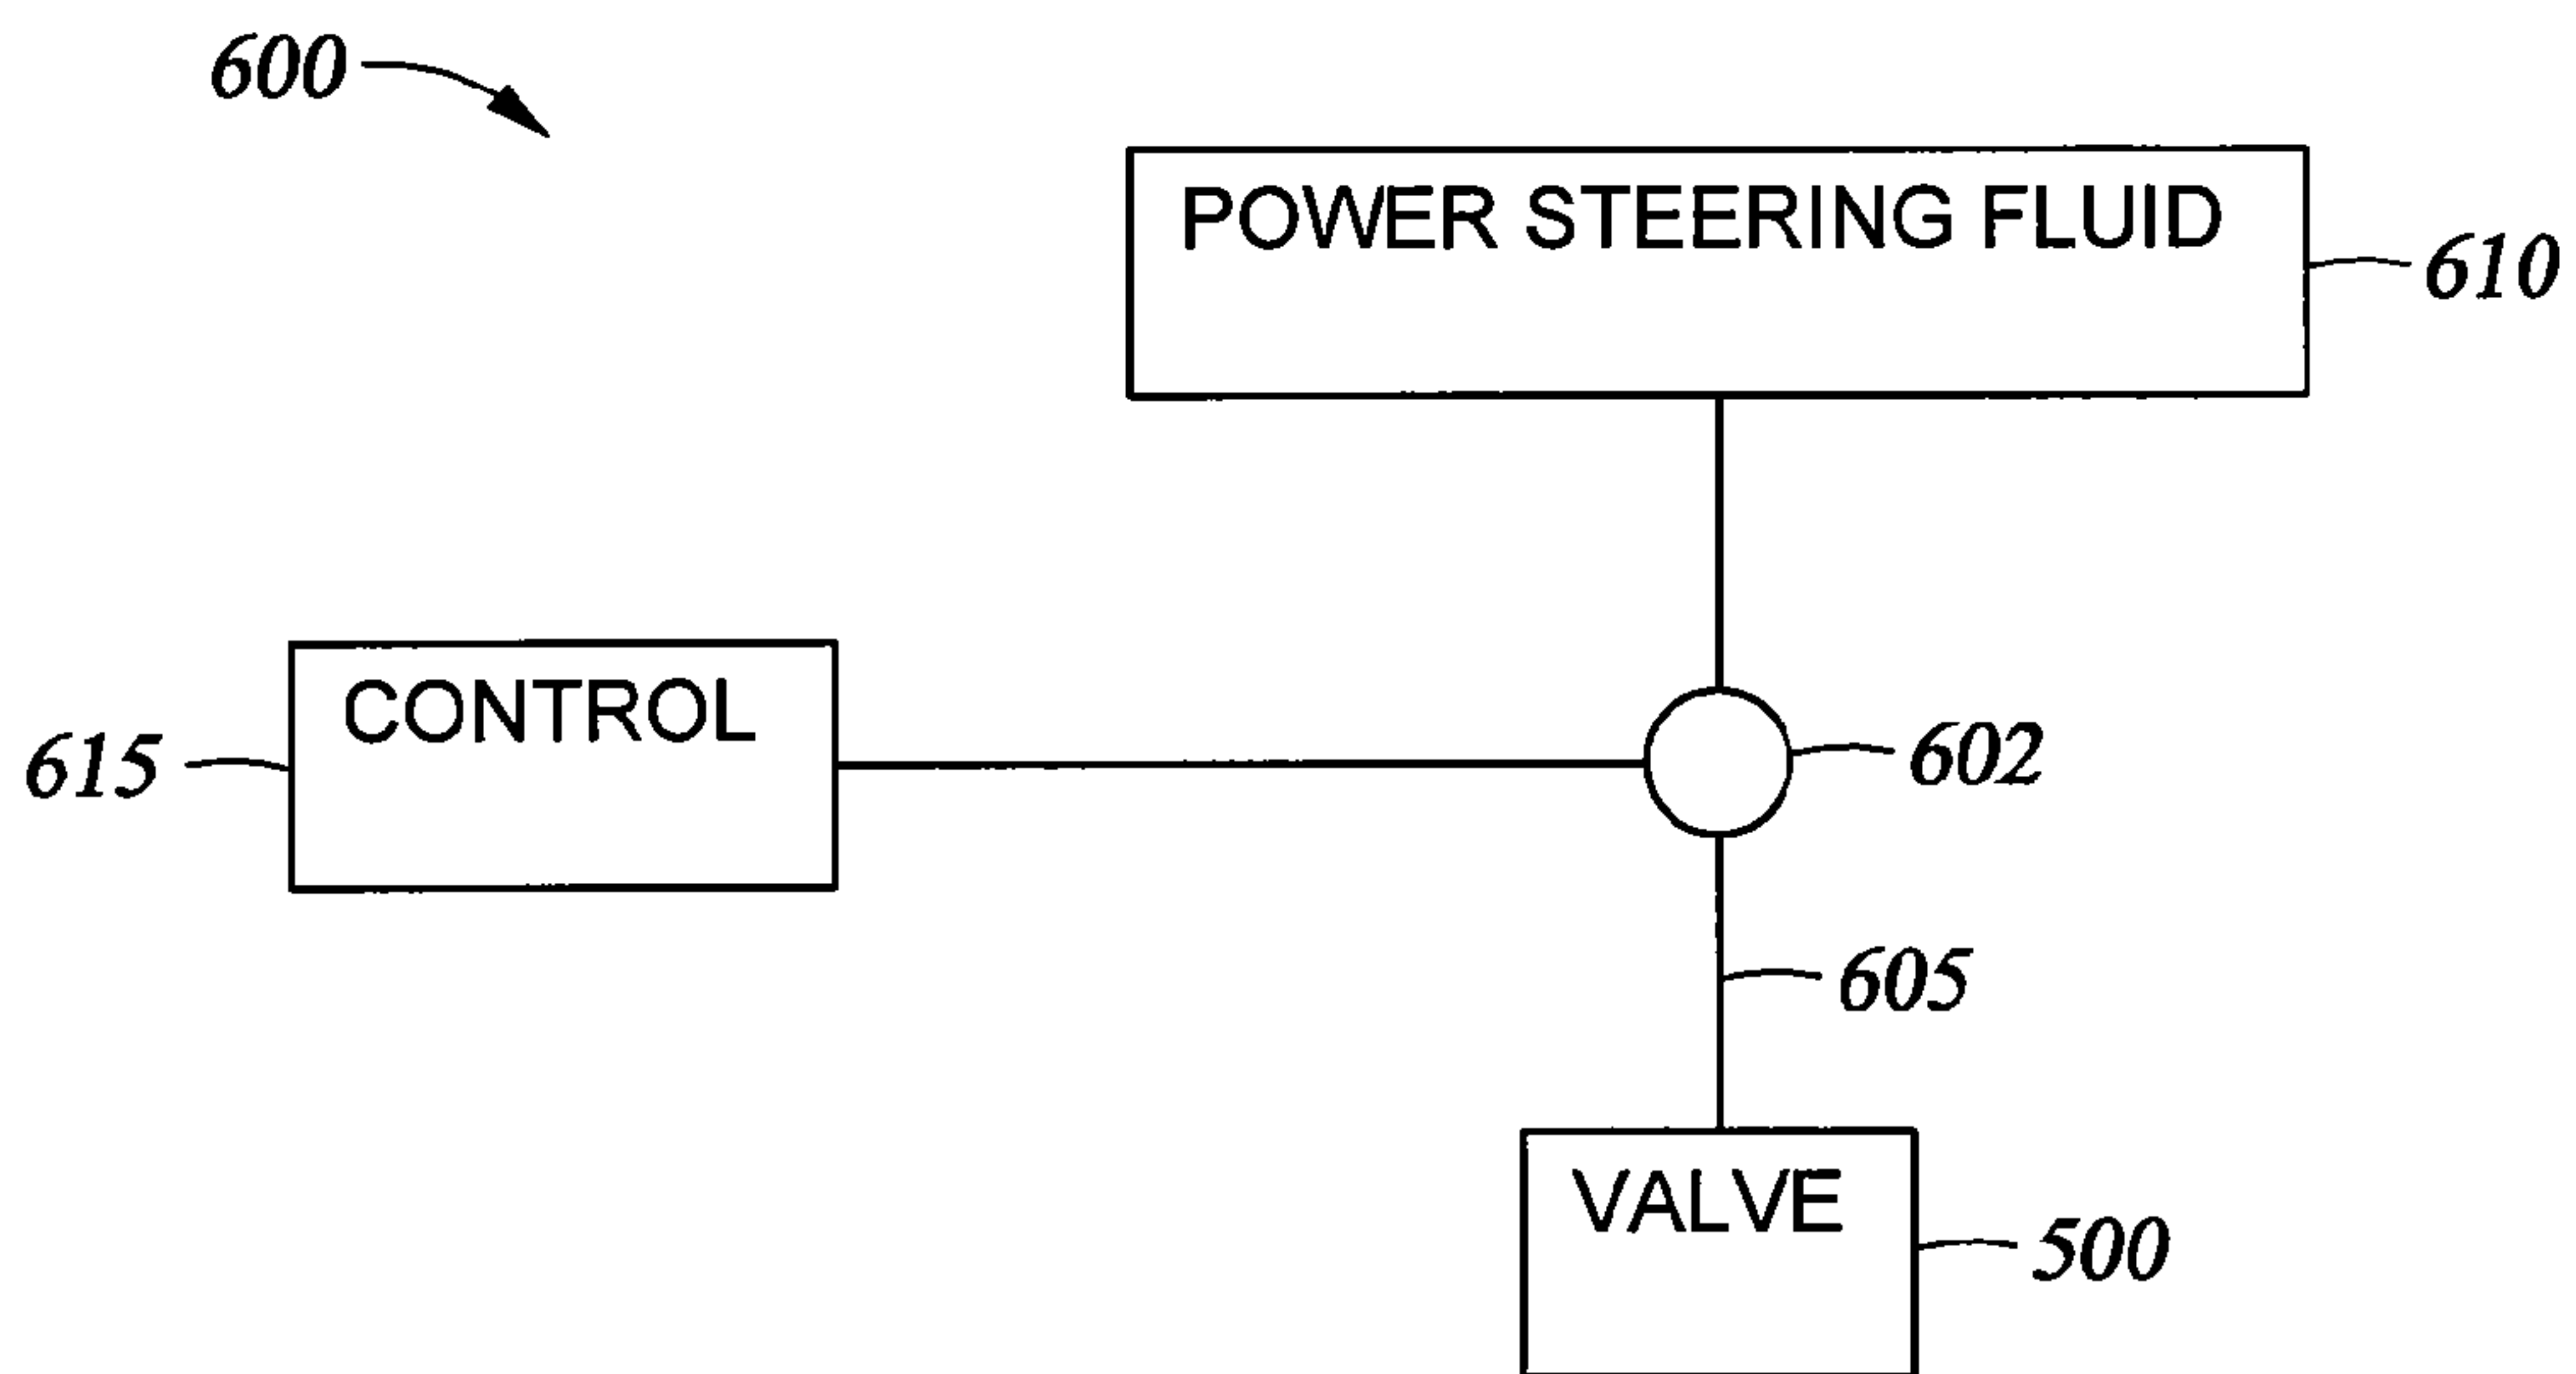 600
POWER STEERING FLUID
610
CONTROL
615
602
605
VALVE
500